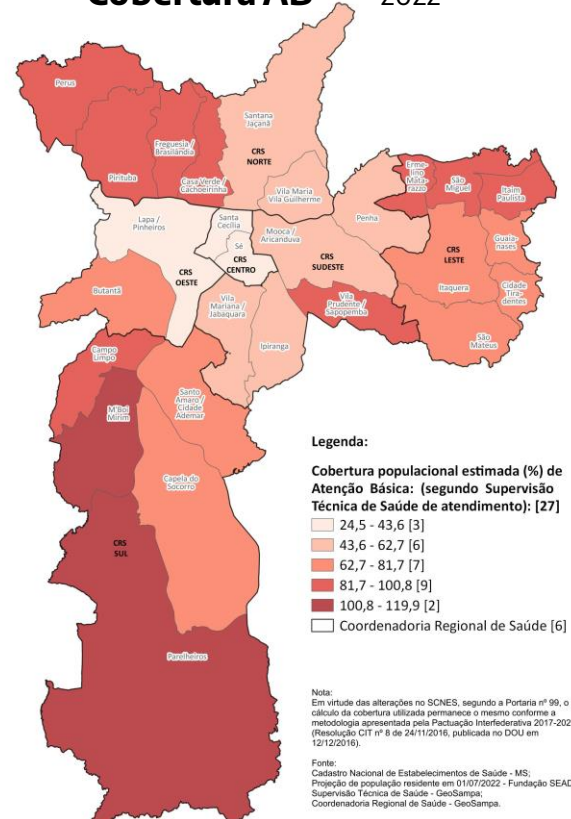 Cobertura AB
2022
Perus
Pirituba
Freguesia /
Brasilândia
Casa Verde /
Cachoeirinha
Santana
Jaçanã
CRS
NORTE
Vila Maria
Vila Guilherme
Lapa /
Pinheiros
Santa
Cecília
Sé
CRS
CENTRO
CRS
OESTE
Butantã
Mooca /
Aricanduva
CRS
SUDESTE
Penha
Erme-
lino Mata-
razzo
São
Miguel
Itaim
Paulista
CRS
LESTE
Guaia-
nases
Itaquera
Cidade
Tira-
dentes
São
Mateus
Vila
Prudente /
Sapopemba
Vila
Mariana /
Jabaquara
Ipiranga
Campo
Limpo
M'Boi
Mirim
Santo
Amaro /
Cidade
Ademar
Capela do
Socorro
CRS
SUL
Parelheiros
Legenda:
Cobertura populacional estimada (%) de
Atenção Básica: (segundo Supervisão
Técnica de Saúde de atendimento): [27]
24,5 - 43,6 [3]
43,6 - 62,7 [6]
62,7 - 81,7 [7]
81,7 - 100,8 [9]
100,8 - 119,9 [2]
Coordenadoria Regional de Saúde [6]
Nota:
Em virtude das alterações no SCNES, segundo a Portaria nº 99, o
cálculo da cobertura utilizada permanece o mesmo conforme a
metodologia apresentada pela Pactuação Interfederativa 2017-202
(Resolução CIT nº 8 de 24/11/2016, publicada no DOU em
12/12/2016).
Fonte:
Cadastro Nacional de Estabelecimentos de Saúde - MS;
Projeção de população residente em 01/07/2022 - Fundação SEAD
Supervisão Técnica de Saúde - GeoSampa;
Coordenadoria Regional de Saúde - GeoSampa.